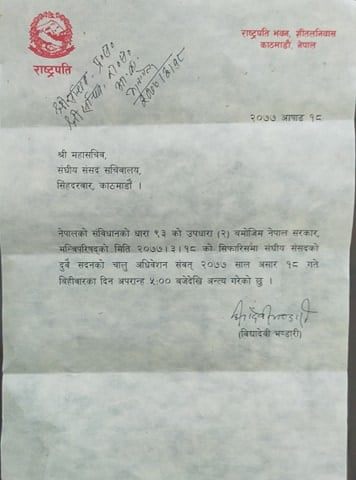 राष्ट्रपति
राष्ट्रपति भवन, शीतलनिवास
काठमाडौं, नेपाल
२०७७ आषाढ १८
श्री महासचिव,
संघीय संसद सचिवालय,
सिंहदरबार, काठमाडौं ।
नेपालको संविधानको धारा ९३ को उपधारा (२) बमोजिम नेपाल सरकार,
मन्त्रिपरिषद्को मिति २०७७।३।१८ को सिफारिसमा संघीय संसदको
दुवै सदनको चालु अधिवेशन संवत् २०७७ साल असार १८ गते
बिहीवारका दिन अपरान्ह ५:०० बजेदेखि अन्त्य गरेको छु ।
(विद्यादेवी भण्डारी)